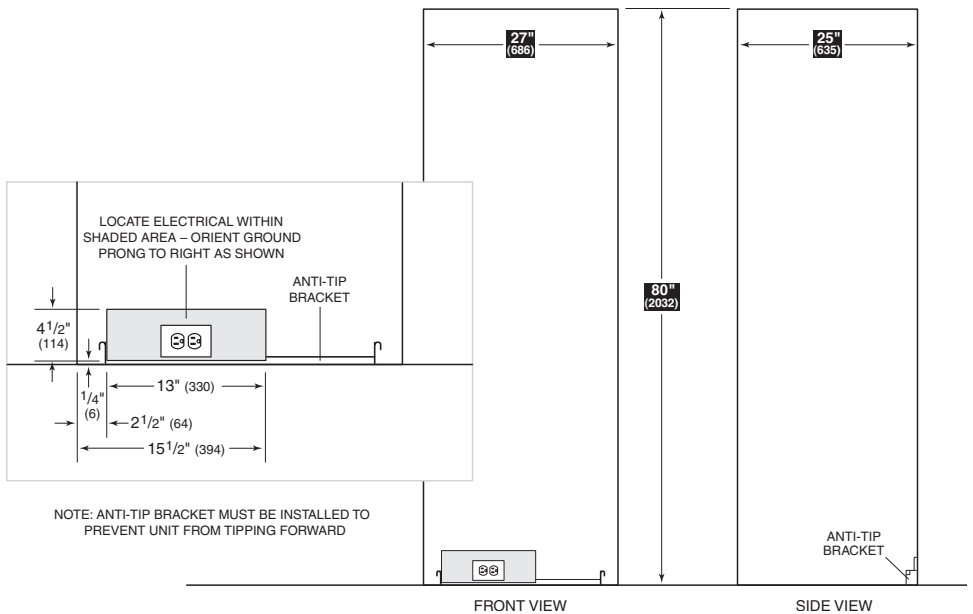 27"
(686)
25"
(635)
LOCATE ELECTRICAL WITHIN
SHADED AREA – ORIENT GROUND
PRONG TO RIGHT AS SHOWN
ANTI-TIP
BRACKET
80"
(2032)
4 1/2"
(114)
1/4"
(6)
13" (330)
2 1/2" (64)
15 1/2" (394)
NOTE: ANTI-TIP BRACKET MUST BE INSTALLED TO
PREVENT UNIT FROM TIPPING FORWARD
ANTI-TIP
BRACKET
FRONT VIEW
SIDE VIEW